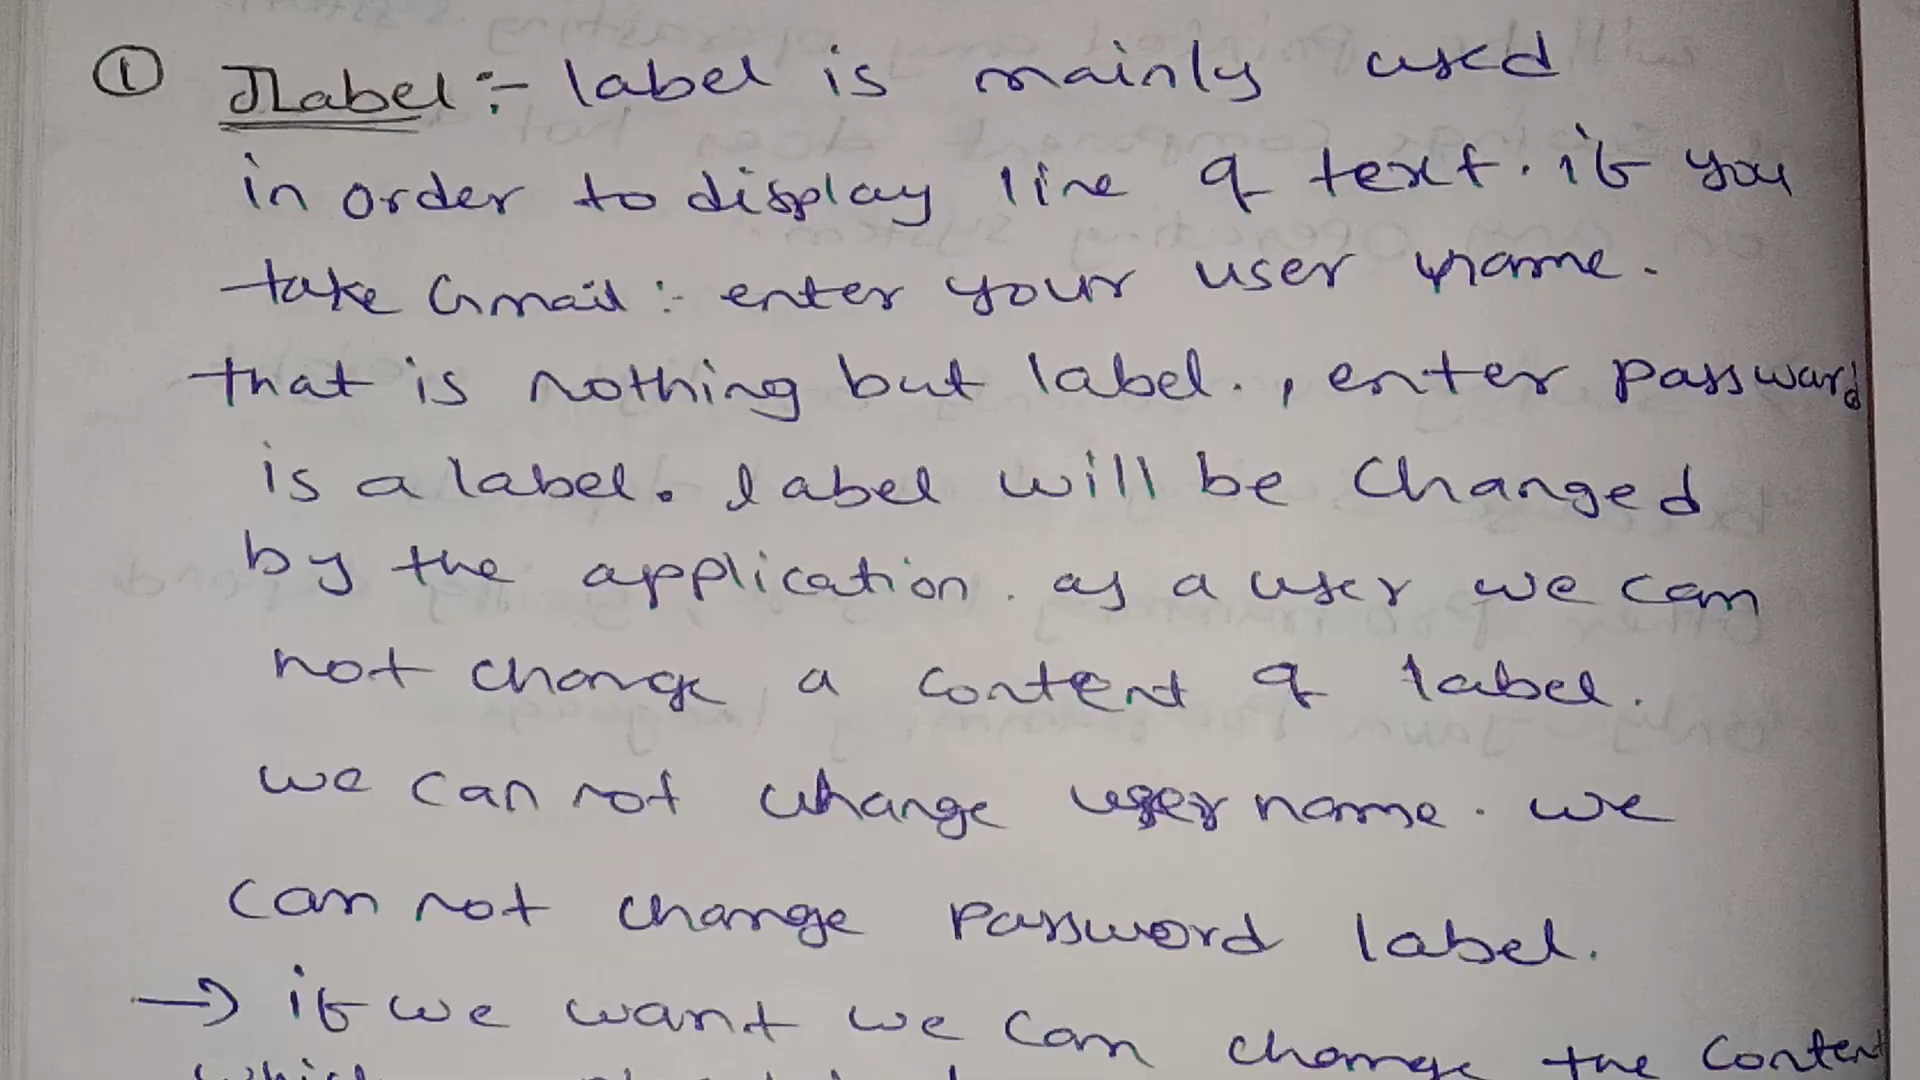 ① JLabel :- label is mainly used
in order to display line of text. if you
take Gmail :- enter your user name.
that is nothing but label. , enter password
is a label. label will be changed
by the application. as a user we can
not change a content of label.
we can not change user name. we
can not change password label.
→ if we want we can change the content
which